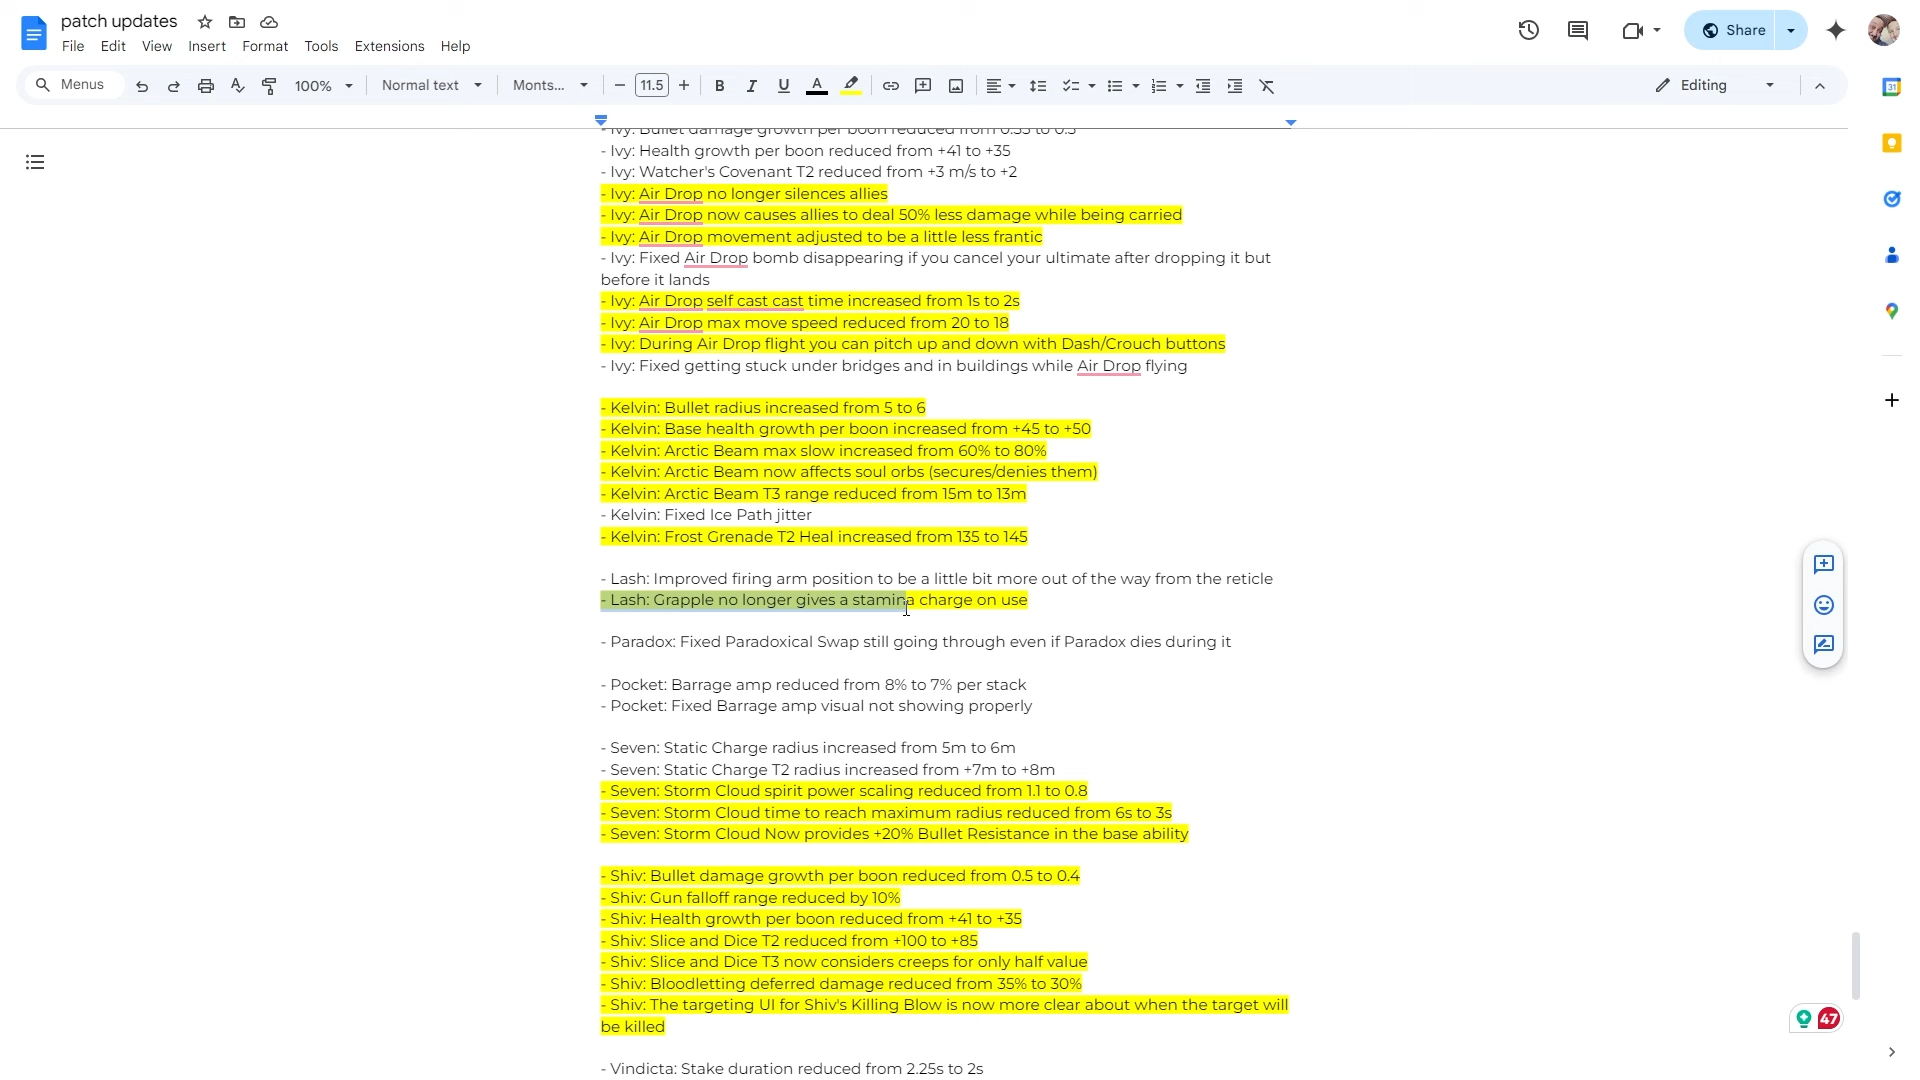 patch updates
File Edit View Insert Format Tools Extensions Help
Share
Menus 100% Normal text Monts... 11.5 Editing
31
- Ivy: Bullet damage growth per boon reduced from 0.55 to 0.5
- Ivy: Health growth per boon reduced from +41 to +35
- Ivy: Watcher's Covenant T2 reduced from +3 m/s to +2
- Ivy: Air Drop no longer silences allies
- Ivy: Air Drop now causes allies to deal 50% less damage while being carried
- Ivy: Air Drop movement adjusted to be a little less frantic
- Ivy: Fixed Air Drop bomb disappearing if you cancel your ultimate after dropping it but
before it lands
- Ivy: Air Drop self cast cast time increased from 1s to 2s
- Ivy: Air Drop max move speed reduced from 20 to 18
- Ivy: During Air Drop flight you can pitch up and down with Dash/Crouch buttons
- Ivy: Fixed getting stuck under bridges and in buildings while Air Drop flying
- Kelvin: Bullet radius increased from 5 to 6
- Kelvin: Base health growth per boon increased from +45 to +50
- Kelvin: Arctic Beam max slow increased from 60% to 80%
- Kelvin: Arctic Beam now affects soul orbs (secures/denies them)
- Kelvin: Arctic Beam T3 range reduced from 15m to 13m
- Kelvin: Fixed Ice Path jitter
- Kelvin: Frost Grenade T2 Heal increased from 135 to 145
- Lash: Improved firing arm position to be a little bit more out of the way from the reticle
- Lash: Grapple no longer gives a stamina charge on use
- Paradox: Fixed Paradoxical Swap still going through even if Paradox dies during it
- Pocket: Barrage amp reduced from 8% to 7% per stack
- Pocket: Fixed Barrage amp visual not showing properly
- Seven: Static Charge radius increased from 5m to 6m
- Seven: Static Charge T2 radius increased from +7m to +8m
- Seven: Storm Cloud spirit power scaling reduced from 1.1 to 0.8
- Seven: Storm Cloud time to reach maximum radius reduced from 6s to 3s
- Seven: Storm Cloud Now provides +20% Bullet Resistance in the base ability
- Shiv: Bullet damage growth per boon reduced from 0.5 to 0.4
- Shiv: Gun falloff range reduced by 10%
- Shiv: Health growth per boon reduced from +41 to +35
- Shiv: Slice and Dice T2 reduced from +100 to +85
- Shiv: Slice and Dice T3 now considers creeps for only half value
- Shiv: Bloodletting deferred damage reduced from 35% to 30%
- Shiv: The targeting UI for Shiv's Killing Blow is now more clear about when the target will
be killed
47
- Vindicta: Stake duration reduced from 2.25s to 2s